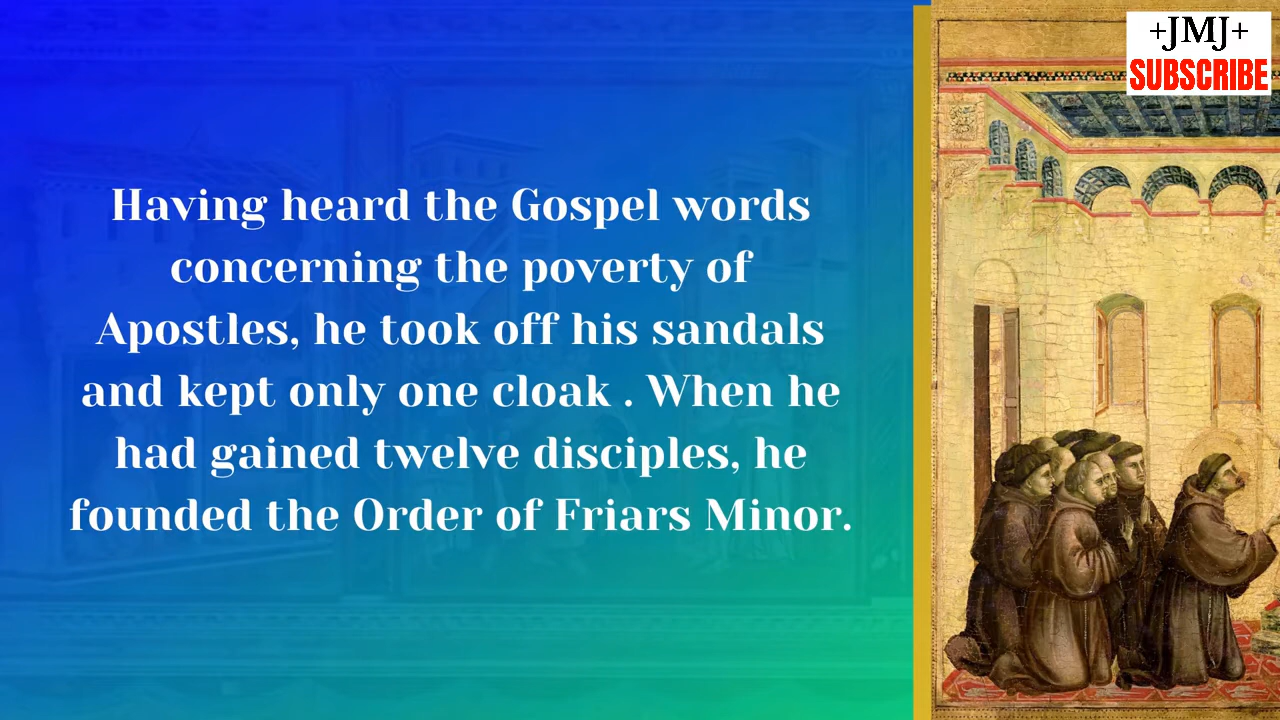 +JMJ+
SUBSCRIBE
Having heard the Gospel words
concerning the poverty of
Apostles, he took off his sandals
and kept only one cloak . When he
had gained twelve disciples, he
founded the Order of Friars Minor.